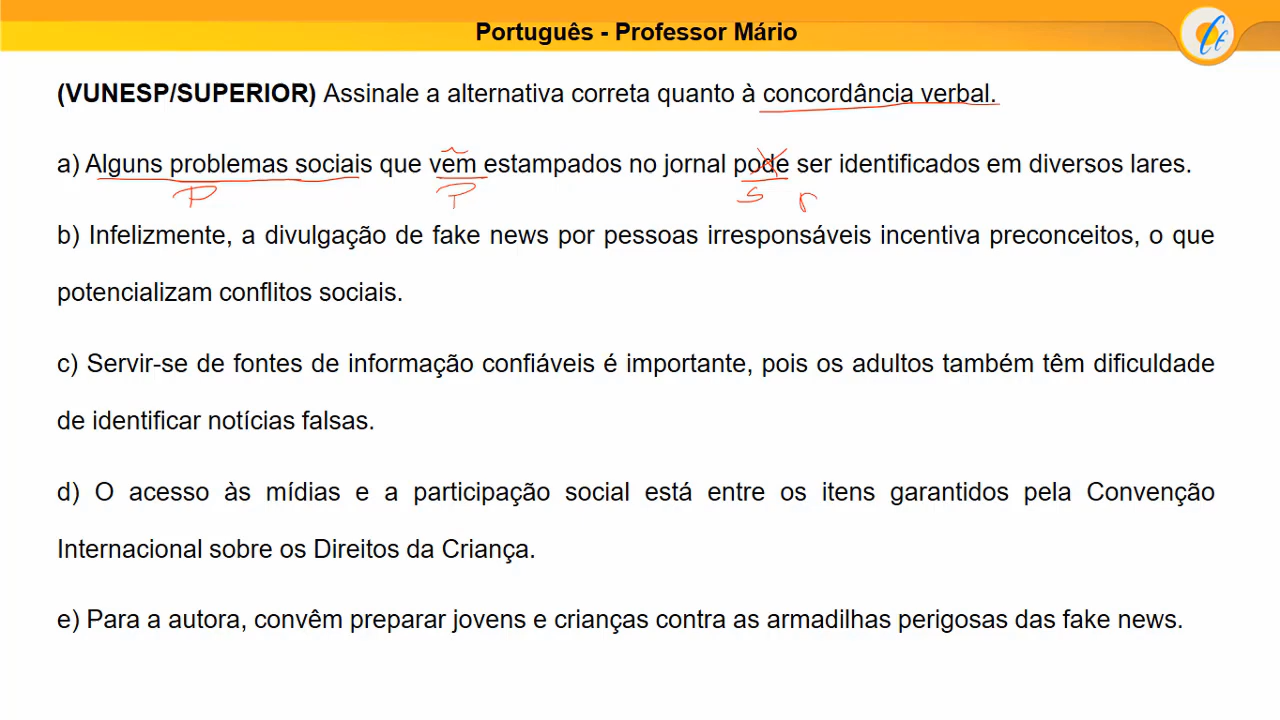 Português - Professor Mário
(VUNESP/SUPERIOR) Assinale a alternativa correta quanto à concordância verbal.
a) Alguns problemas sociais que vem estampados no jornal pode ser identificados em diversos lares.
P P S P
b) Infelizmente, a divulgação de fake news por pessoas irresponsáveis incentiva preconceitos, o que
potencializam conflitos sociais.
c) Servir-se de fontes de informação confiáveis é importante, pois os adultos também têm dificuldade
de identificar notícias falsas.
d) O acesso às mídias e a participação social está entre os itens garantidos pela Convenção
Internacional sobre os Direitos da Criança.
e) Para a autora, convêm preparar jovens e crianças contra as armadilhas perigosas das fake news.